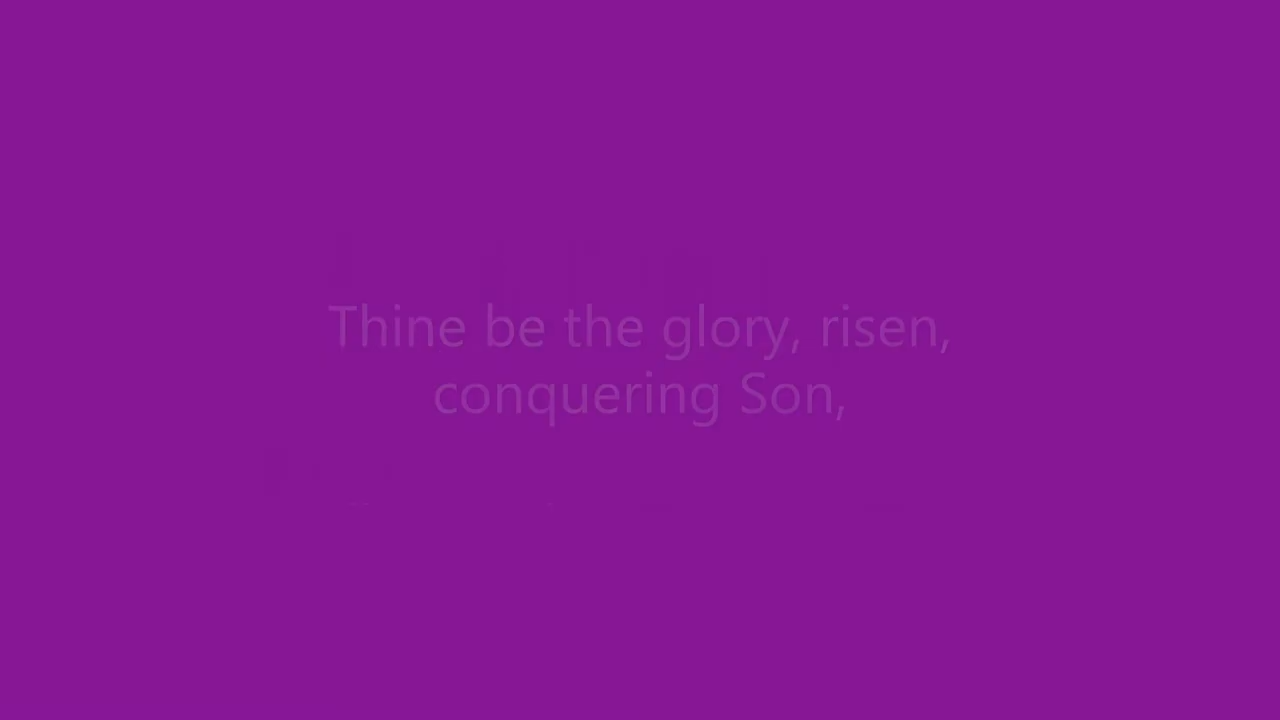 Thine be the glory, risen,
conquering Son,